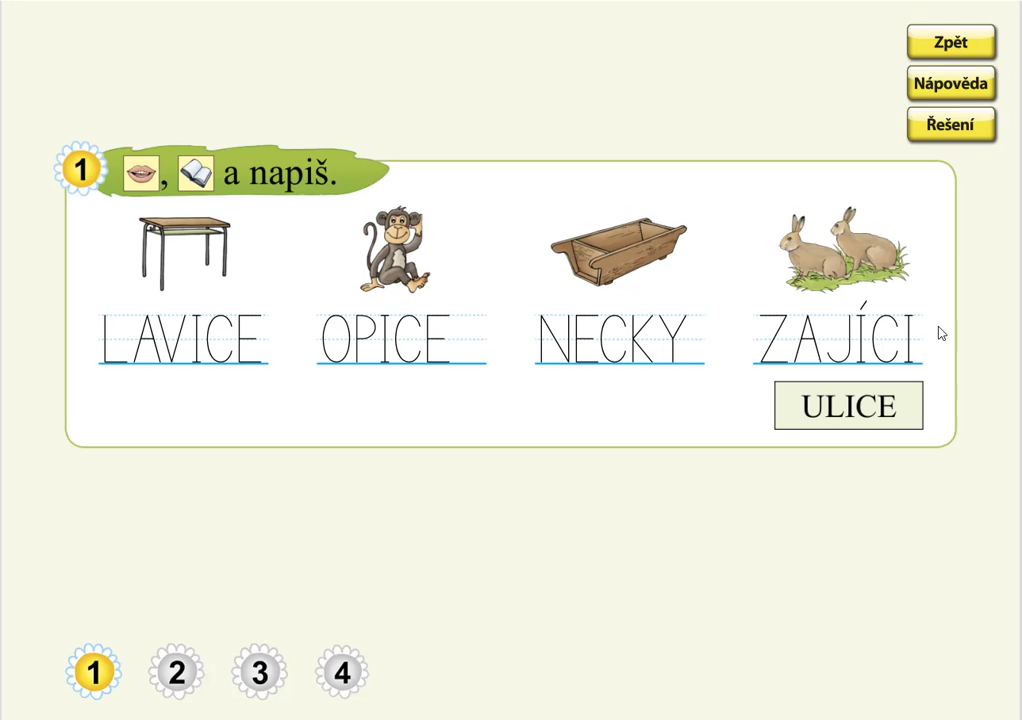 Zpět
Nápověda
Řešení
1 , a napiš.
LAVICE OPICE NECKY ZAJÍCI
ULICE
1 2 3 4